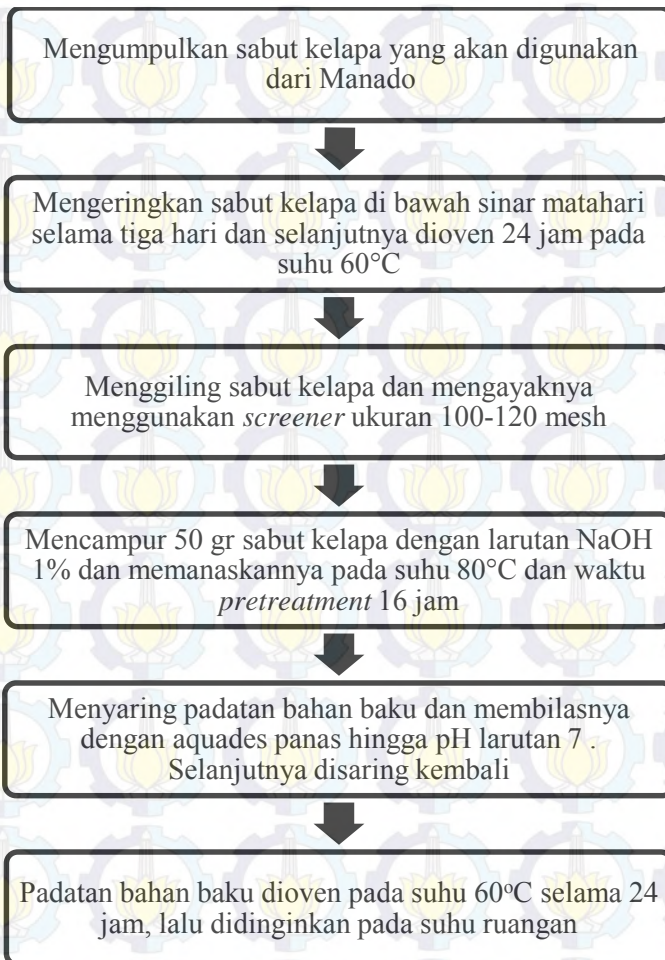 Mengumpulkan sabut kelapa yang akan digunakan
dari Manado
Mengeringkan sabut kelapa di bawah sinar matahari
selama tiga hari dan selanjutnya dioven 24 jam pada
suhu 60°C
Menggiling sabut kelapa dan mengayaknya
menggunakan screener ukuran 100-120 mesh
Mencampur 50 gr sabut kelapa dengan larutan NaOH
1% dan memanaskannya pada suhu 80°C dan waktu
pretreatment 16 jam
Menyaring padatan bahan baku dan membilasnya
dengan aquades panas hingga pH larutan 7 .
Selanjutnya disaring kembali
Padatan bahan baku dioven pada suhu 60°C selama 24
jam, lalu didinginkan pada suhu ruangan